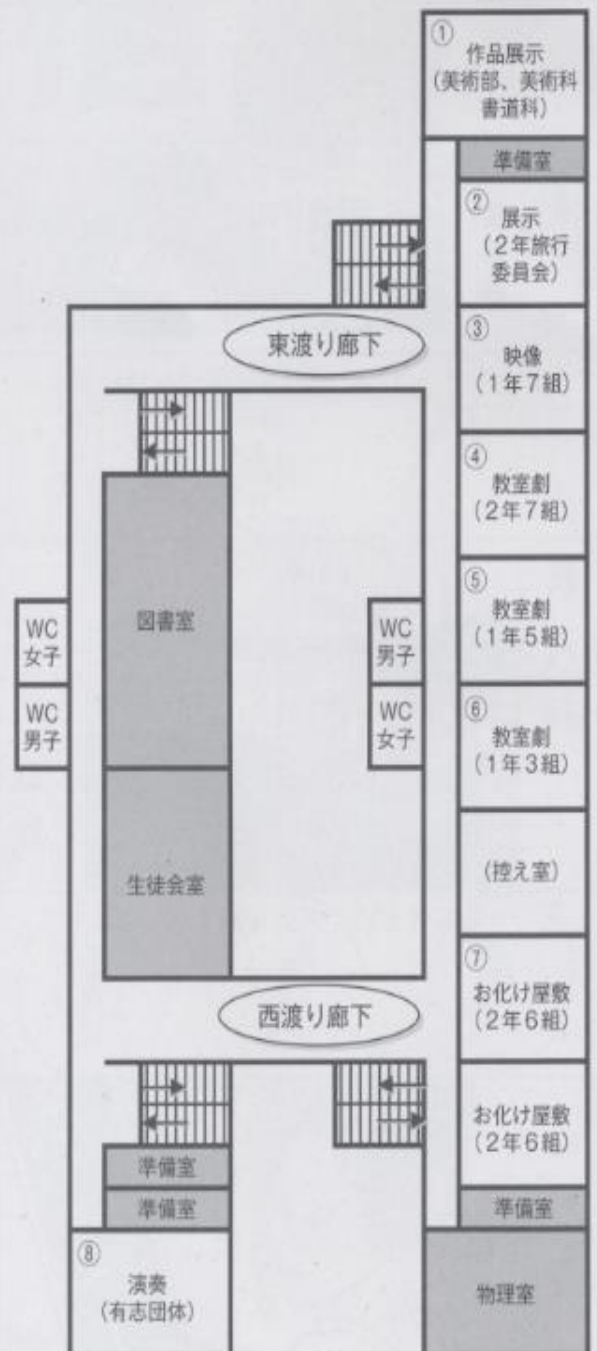 ①
作品展示
(美術部、美術科
書道科)
準備室
②
展示
(2年旅行
委員会)
東渡り廊下
③
映像
(1年7組)
④
教室劇
(2年7組)
図書室
WC
女子
WC
男子
WC
男子
WC
女子
⑤
教室劇
(1年5組)
⑥
教室劇
(1年3組)
生徒会室
(控え室)
⑦
お化け屋敷
(2年6組)
西渡り廊下
お化け屋敷
(2年6組)
準備室
準備室
準備室
⑧
演奏
(有志団体)
物理室